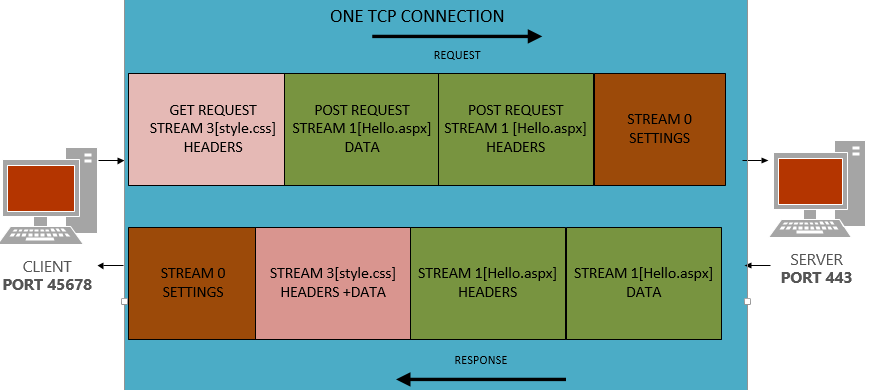 ONE TCP CONNECTION
REQUEST
GET REQUEST
STREAM 3[style.css]
HEADERS
POST REQUEST
STREAM 1[Hello.aspx]
DATA
POST REQUEST
STREAM 1 [Hello.aspx]
HEADERS
STREAM 0
SETTINGS
CLIENT
PORT 45678
SERVER
PORT 443
STREAM 0
SETTINGS
STREAM 3[style.css]
HEADERS +DATA
STREAM 1[Hello.aspx]
HEADERS
STREAM 1[Hello.aspx]
DATA
RESPONSE